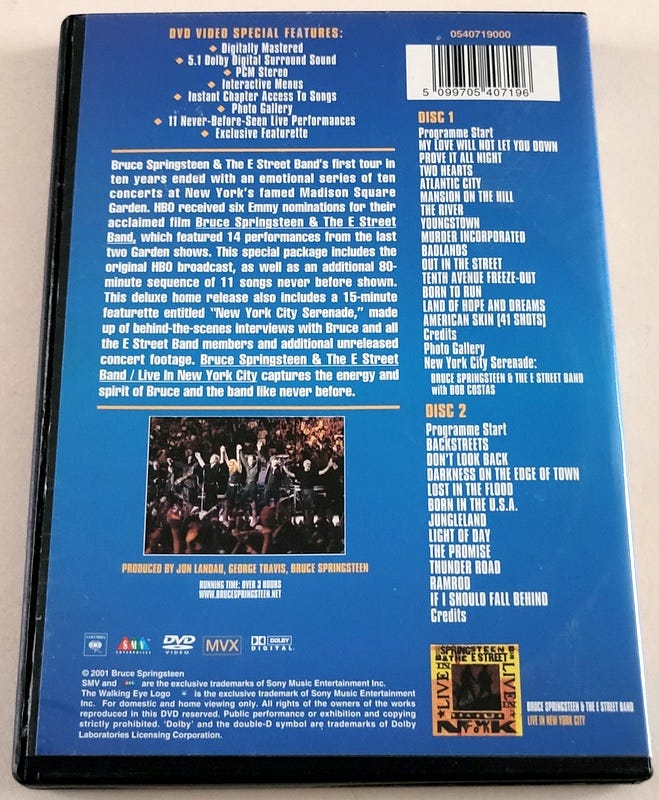 DVD VIDEO SPECIAL FEATURES:
Digitally Mastered
5.1 Dolby Digital Surround Sound
PCM Stereo
Interactive Menus
Instant Chapter Access To Songs
Photo Gallery
11 Never-Before-Seen Live Performances
Exclusive Featurette
Bruce Springsteen & The E Street Band's first tour in
ten years ended with an emotional series of ten
concerts at New York's famed Madison Square
Garden. HBO received six Emmy nominations for their
acclaimed film Bruce Springsteen & The E Street
Band, which featured 14 performances from the last
two Garden shows. This special package includes the
original HBO broadcast, as well as an additional 80-
minute sequence of 11 songs never before shown.
This deluxe home release also includes a 15-minute
featurette entitled "New York City Serenade," made
up of behind-the-scenes interviews with Bruce and all
the E Street Band members and additional unreleased
concert footage. Bruce Springsteen & The E Street
Band / Live In New York City captures the energy and
spirit of Bruce and the band like never before.
PRODUCED BY JON LANDAU, GEORGE TRAVIS, BRUCE SPRINGSTEEN
RUNNING TIME: OVER 3 HOURS
WWW.BRUCESPRINGSTEEN.NET
0540719000
5 099705 407196
DISC 1
Programme Start
MY LOVE WILL NOT LET YOU DOWN
PROVE IT ALL NIGHT
TWO HEARTS
ATLANTIC CITY
MANSION ON THE HILL
THE RIVER
YOUNGSTOWN
MURDER INCORPORATED
BADLANDS
OUT IN THE STREET
TENTH AVENUE FREEZE-OUT
BORN TO RUN
LAND OF HOPE AND DREAMS
AMERICAN SKIN (41 SHOTS)
Credits
Photo Gallery
New York City Serenade:
BRUCE SPRINGSTEEN & THE E STREET BAND
with BOB COSTAS
DISC 2
Programme Start
BACKSTREETS
DON'T LOOK BACK
DARKNESS ON THE EDGE OF TOWN
LOST IN THE FLOOD
BORN IN THE U.S.A.
JUNGLELAND
LIGHT OF DAY
THE PROMISE
THUNDER ROAD
RAMROD
IF I SHOULD FALL BEHIND
Credits
COLUMBIA
SMV
ENTERPRISES
DVD
VIDEO
MVX
DOLBY
DIGITAL
© 2001 Bruce Springsteen
SMV and are the exclusive trademarks of Sony Music Entertainment Inc.
The Walking Eye Logo is the exclusive trademark of Sony Music Entertainment
Inc. For domestic and home viewing only. All rights of the owners of the works
reproduced in this DVD reserved. Public performance or exhibition and copying
strictly prohibited. 'Dolby' and the double-D symbol are trademarks of Dolby
Laboratories Licensing Corporation.
SPRINGSTEEN
& THE E STREET
LIVE IN
BRUCE SPRINGSTEEN & THE E STREET BAND
LIVE IN NEW YORK CITY